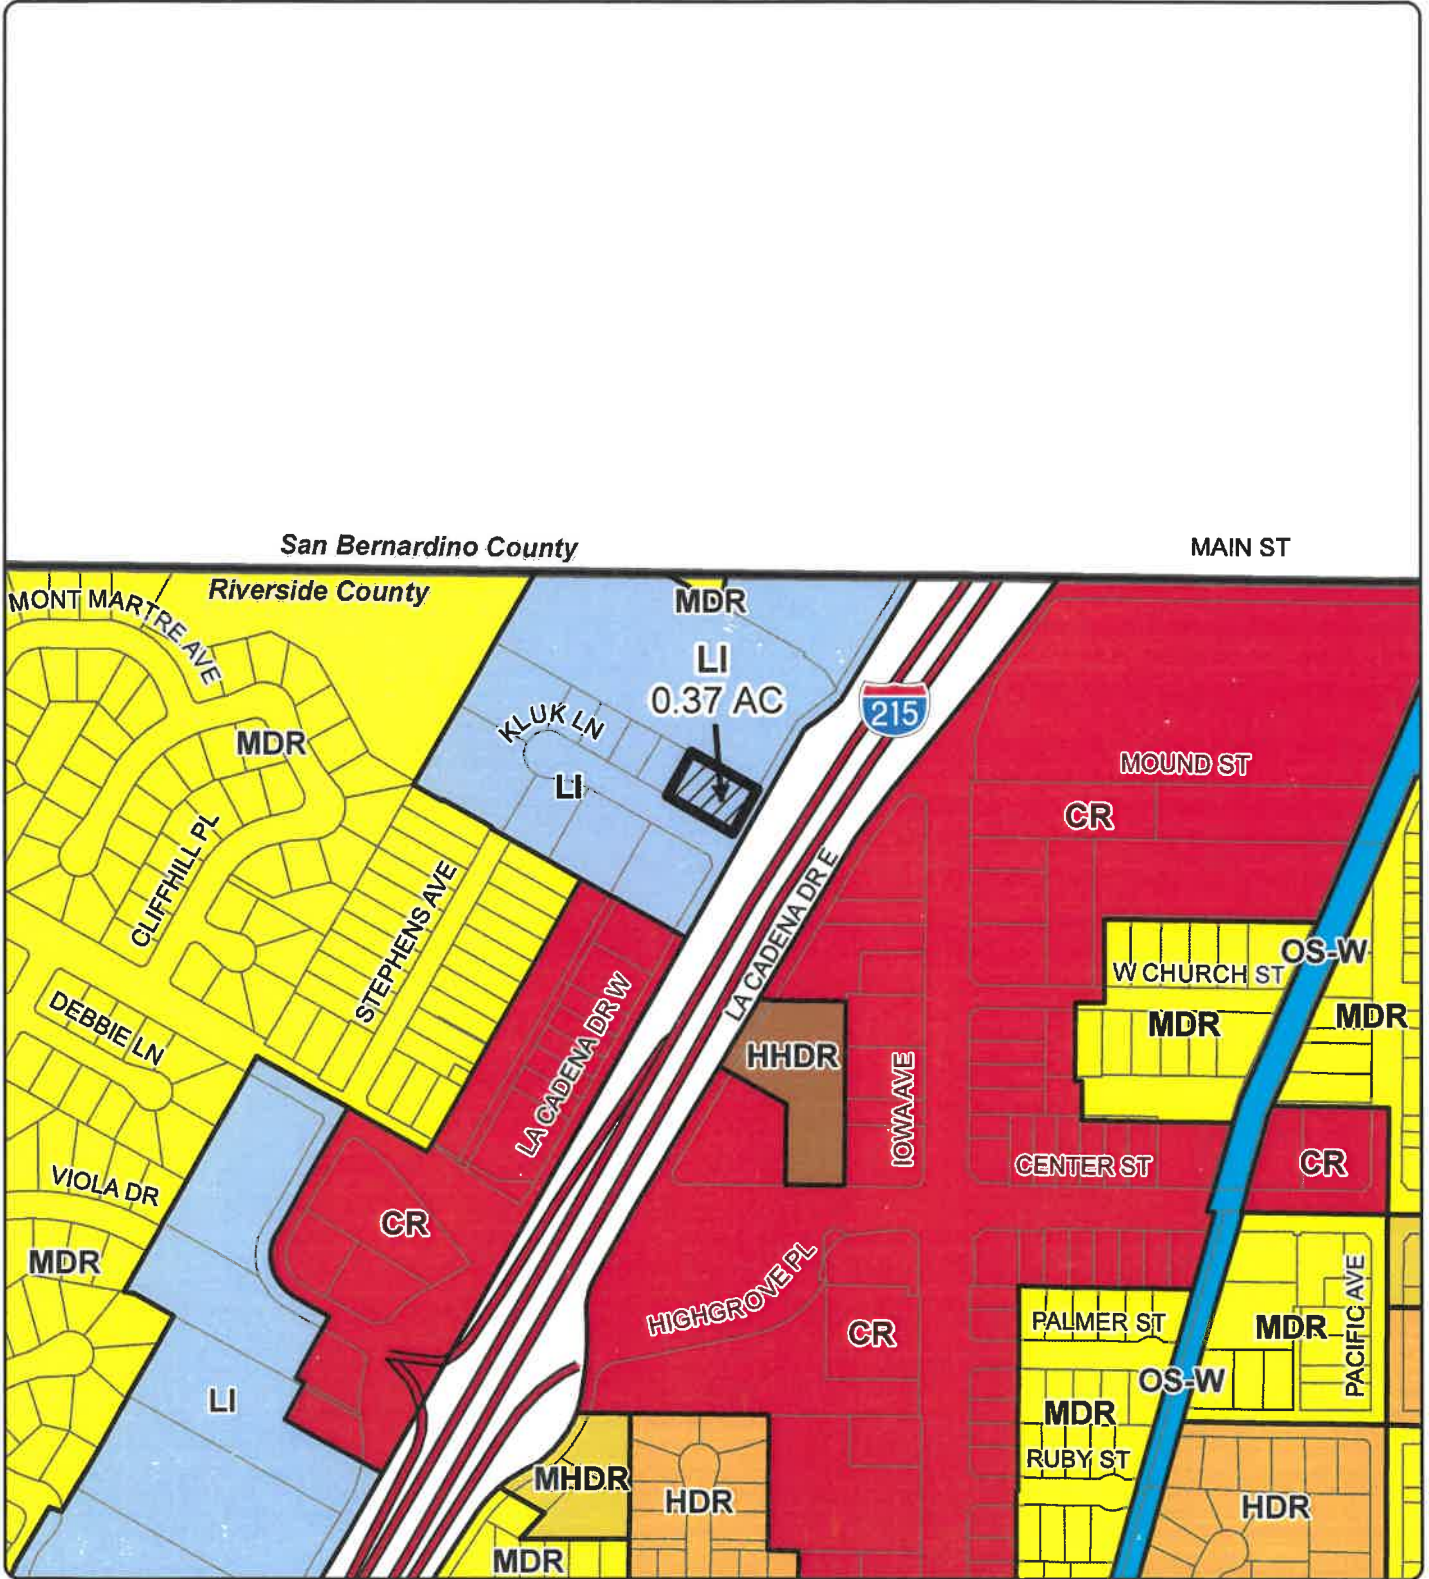 San Bernardino County
MAIN ST
Riverside County
MONT MARTRE AVE
MDR
LI
0.37 AC
215
KLUK LN
MDR
LI
MOUND ST
CR
CLIFFHILL PL
STEPHENS AVE
LA CADENA DR E
OS-W
W CHURCH ST
MDR
MDR
DEBBIE LN
LA CADENA DR W
HHDR
IOWA AVE
CENTER ST
CR
VIOLA DR
CR
MDR
HIGHGROVE PL
CR
PALMER ST
MDR
PACIFIC AVE
OS-W
LI
MDR
RUBY ST
MHDR
HDR
HDR
MDR